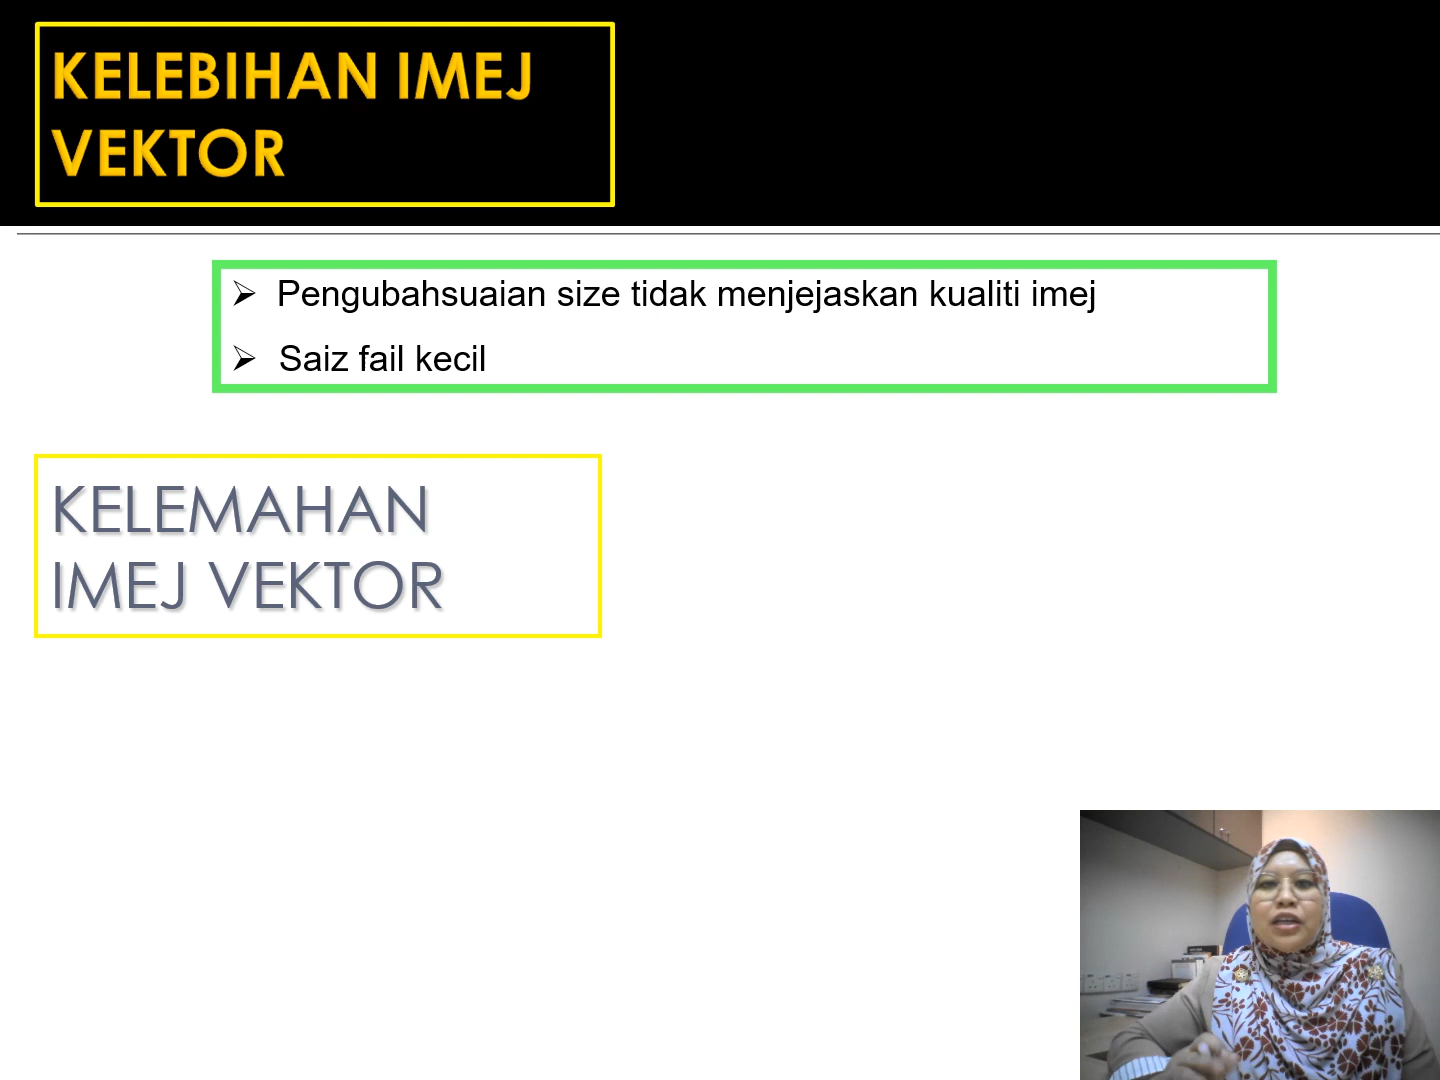 KELEBIHAN IMEJ
VEKTOR
➢ Pengubahsuaian size tidak menjejaskan kualiti imej
➢ Saiz fail kecil
KELEMAHAN
IMEJ VEKTOR